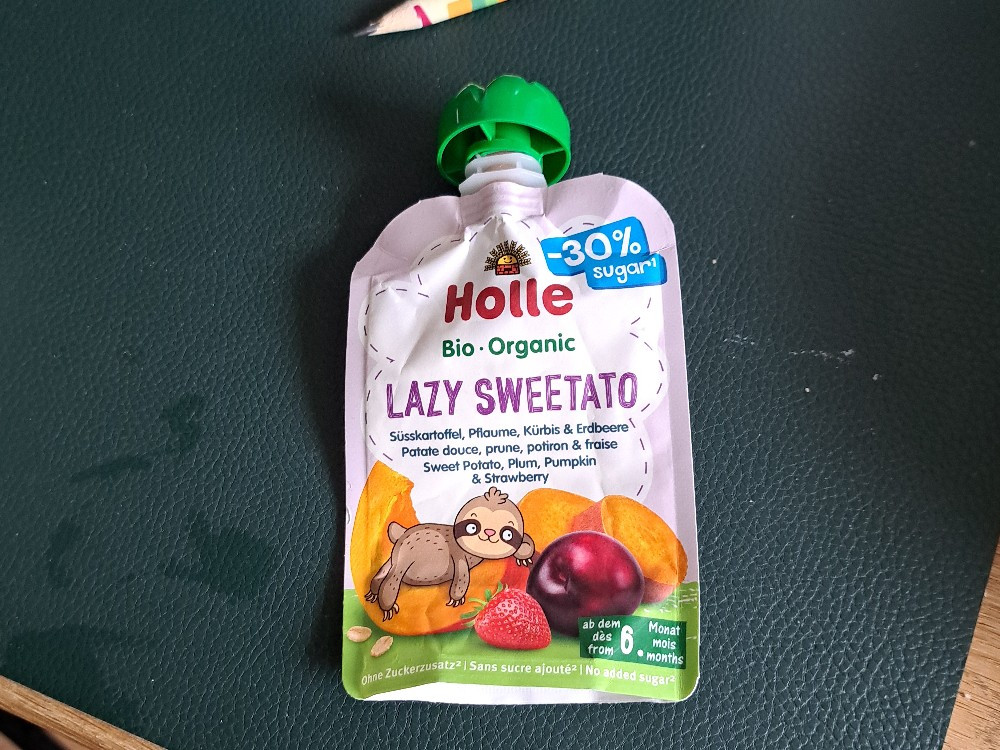 -30%
sugar¹
Holle
Bio · Organic
LAZY SWEETATO
Süsskartoffel, Pflaume, Kürbis & Erdbeere
Patate douce, prune, potiron & fraise
Sweet Potato, Plum, Pumpkin
& Strawberry
ab dem
dès
from
6.
Monat
mois
months
Ohne Zuckerzusatz² | Sans sucre ajouté² | No added sugar²